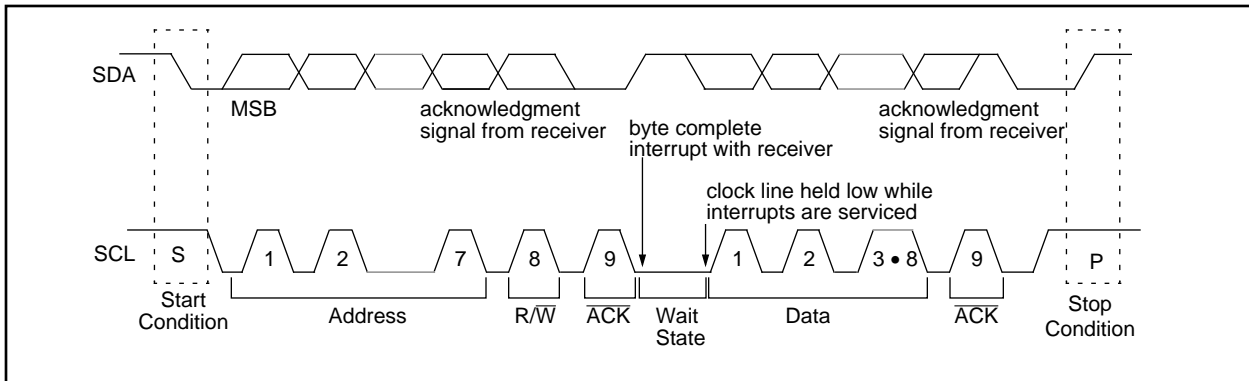 SDA
MSB
acknowledgment
signal from receiver
acknowledgment
signal from receiver
byte complete
interrupt with receiver
clock line held low while
interrupts are serviced
SCL
S
1
2
7
8
9
1
2
3 • 8
9
P
Start
Condition
Address
R/W̅
A̅C̅K̅
Wait
State
Data
A̅C̅K̅
Stop
Condition